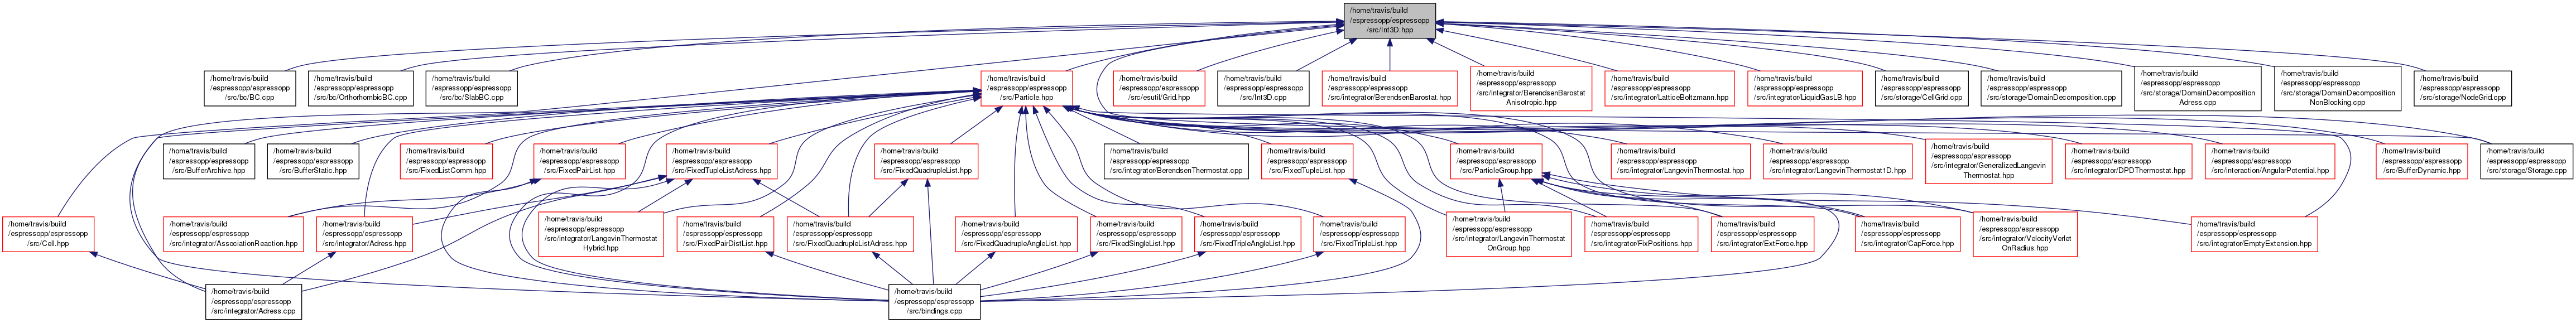 /home/travis/build
/espressopp/espressopp
/src/Int3D.hpp
/home/travis/build
/espressopp/espressopp
/src/bc/BC.cpp
/home/travis/build
/espressopp/espressopp
/src/bc/OrthorhombicBC.cpp
/home/travis/build
/espressopp/espressopp
/src/bc/SlabBC.cpp
/home/travis/build
/espressopp/espressopp
/src/Particle.hpp
/home/travis/build
/espressopp/espressopp
/src/esutil/Grid.hpp
/home/travis/build
/espressopp/espressopp
/src/Int3D.cpp
/home/travis/build
/espressopp/espressopp
/src/integrator/BerendsenBarostat.hpp
/home/travis/build
/espressopp/espressopp
/src/integrator/BerendsenBarostat
Anisotropic.hpp
/home/travis/build
/espressopp/espressopp
/src/integrator/LatticeBoltzmann.hpp
/home/travis/build
/espressopp/espressopp
/src/integrator/LiquidGasLB.hpp
/home/travis/build
/espressopp/espressopp
/src/storage/CellGrid.cpp
/home/travis/build
/espressopp/espressopp
/src/storage/DomainDecomposition.cpp
/home/travis/build
/espressopp/espressopp
/src/storage/DomainDecomposition
Adress.cpp
/home/travis/build
/espressopp/espressopp
/src/storage/DomainDecomposition
NonBlocking.cpp
/home/travis/build
/espressopp/espressopp
/src/storage/NodeGrid.cpp
/home/travis/build
/espressopp/espressopp
/src/BufferArchive.hpp
/home/travis/build
/espressopp/espressopp
/src/BufferStatic.hpp
/home/travis/build
/espressopp/espressopp
/src/FixedListComm.hpp
/home/travis/build
/espressopp/espressopp
/src/FixedPairList.hpp
/home/travis/build
/espressopp/espressopp
/src/FixedTupleListAdress.hpp
/home/travis/build
/espressopp/espressopp
/src/FixedQuadrupleList.hpp
/home/travis/build
/espressopp/espressopp
/src/integrator/BerendsenThermostat.cpp
/home/travis/build
/espressopp/espressopp
/src/FixedTupleList.hpp
/home/travis/build
/espressopp/espressopp
/src/ParticleGroup.hpp
/home/travis/build
/espressopp/espressopp
/src/integrator/LangevinThermostat.hpp
/home/travis/build
/espressopp/espressopp
/src/integrator/LangevinThermostat1D.hpp
/home/travis/build
/espressopp/espressopp
/src/integrator/GeneralizedLangevin
Thermostat.hpp
/home/travis/build
/espressopp/espressopp
/src/integrator/DPDThermostat.hpp
/home/travis/build
/espressopp/espressopp
/src/interaction/AngularPotential.hpp
/home/travis/build
/espressopp/espressopp
/src/BufferDynamic.hpp
/home/travis/build
/espressopp/espressopp
/src/storage/Storage.cpp
/home/travis/build
/espressopp/espressopp
/src/Cell.hpp
/home/travis/build
/espressopp/espressopp
/src/integrator/AssociationReaction.hpp
/home/travis/build
/espressopp/espressopp
/src/integrator/Adress.hpp
/home/travis/build
/espressopp/espressopp
/src/integrator/LangevinThermostat
Hybrid.hpp
/home/travis/build
/espressopp/espressopp
/src/FixedPairDistList.hpp
/home/travis/build
/espressopp/espressopp
/src/FixedQuadrupleListAdress.hpp
/home/travis/build
/espressopp/espressopp
/src/FixedQuadrupleAngleList.hpp
/home/travis/build
/espressopp/espressopp
/src/FixedSingleList.hpp
/home/travis/build
/espressopp/espressopp
/src/FixedTripleAngleList.hpp
/home/travis/build
/espressopp/espressopp
/src/FixedTripleList.hpp
/home/travis/build
/espressopp/espressopp
/src/integrator/LangevinThermostat
OnGroup.hpp
/home/travis/build
/espressopp/espressopp
/src/integrator/FixPositions.hpp
/home/travis/build
/espressopp/espressopp
/src/integrator/ExtForce.hpp
/home/travis/build
/espressopp/espressopp
/src/integrator/CapForce.hpp
/home/travis/build
/espressopp/espressopp
/src/integrator/VelocityVerlet
OnRadius.hpp
/home/travis/build
/espressopp/espressopp
/src/integrator/EmptyExtension.hpp
/home/travis/build
/espressopp/espressopp
/src/integrator/Adress.cpp
/home/travis/build
/espressopp/espressopp
/src/bindings.cpp